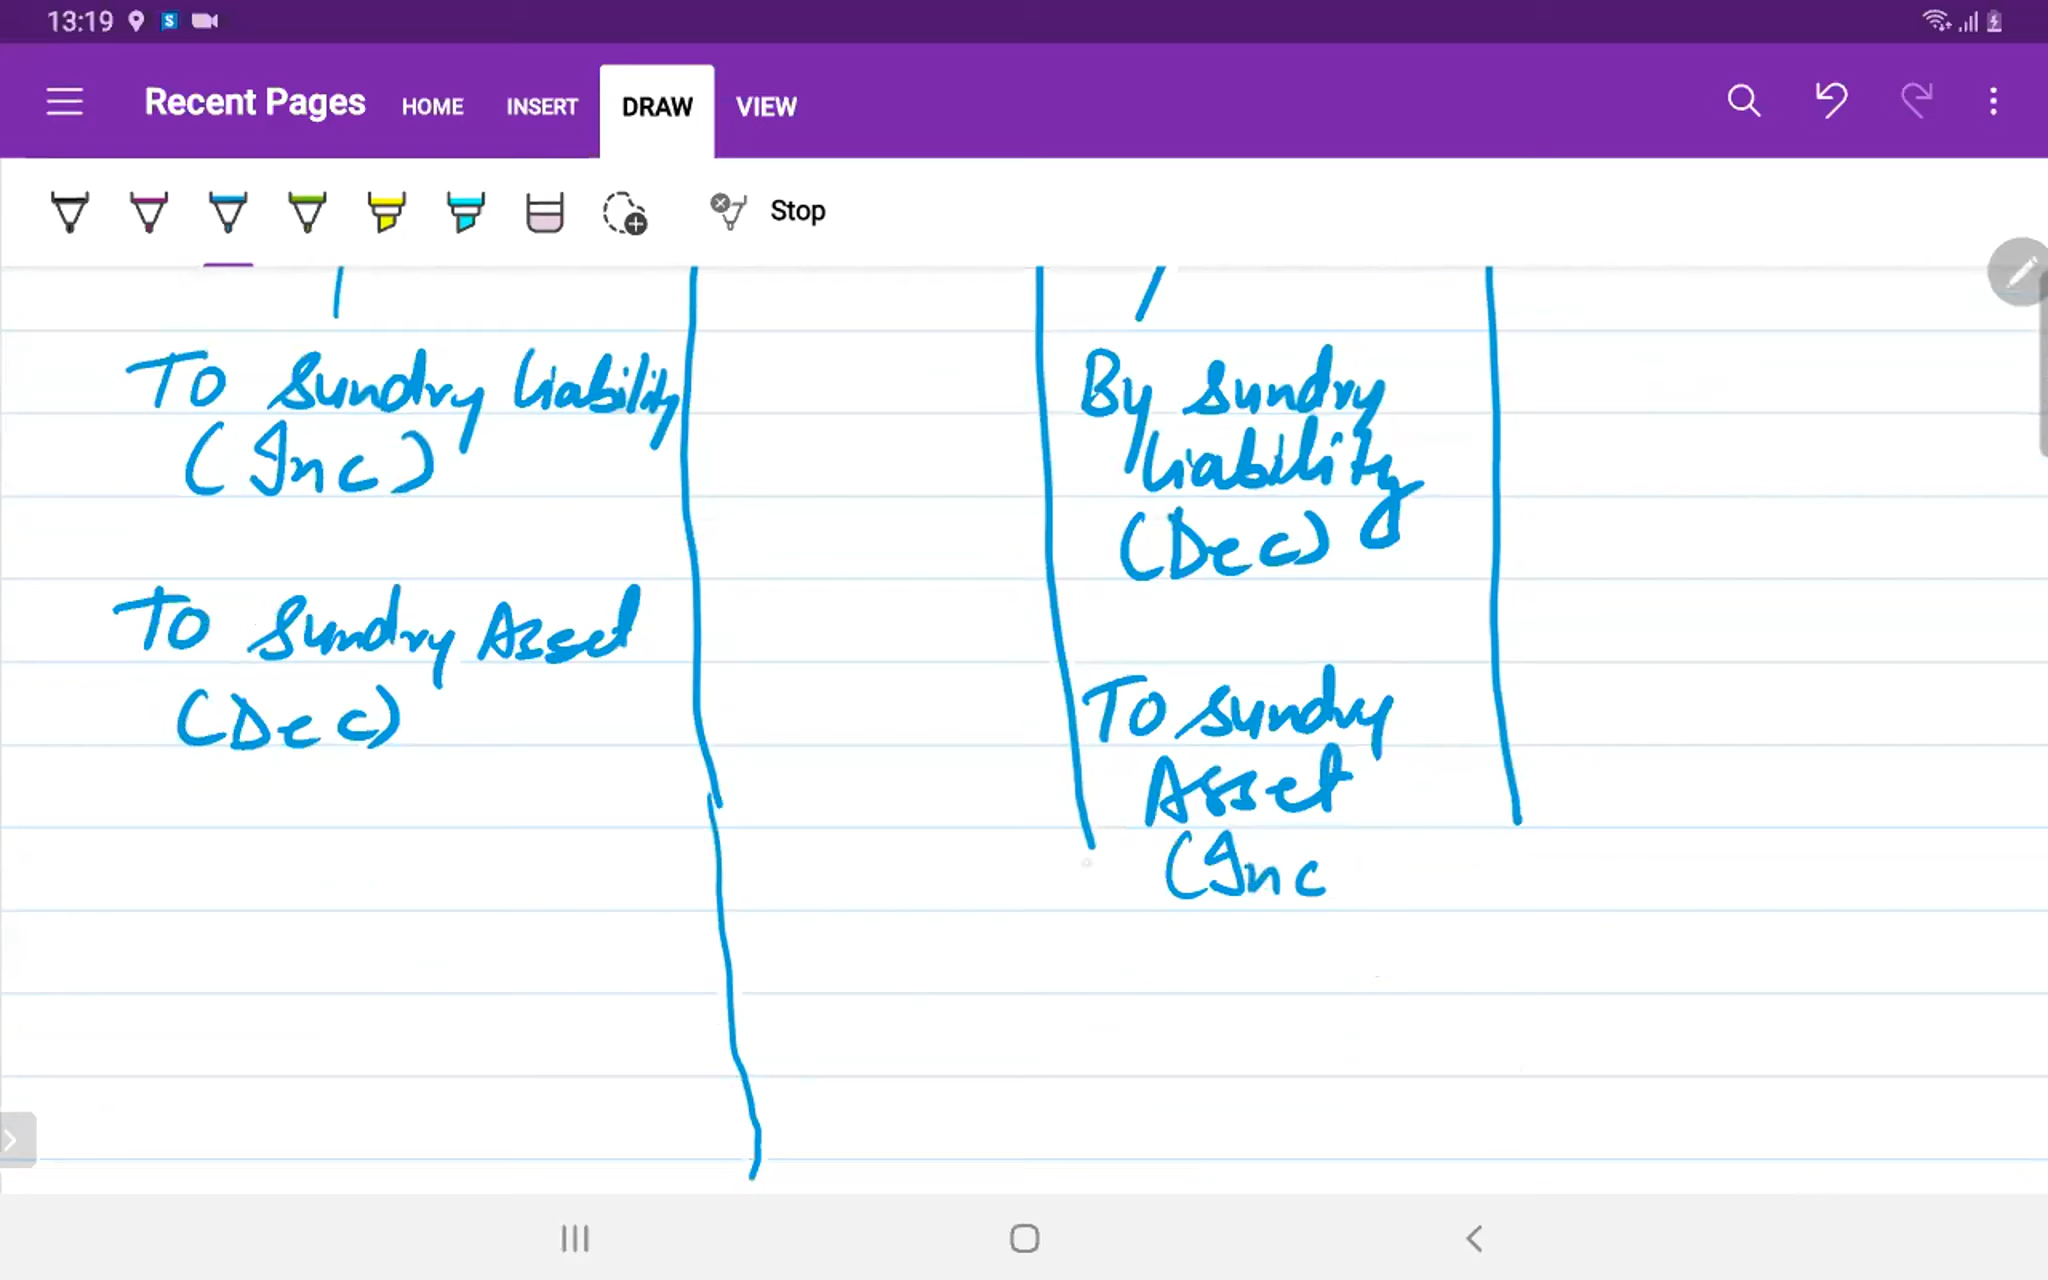 13:19
Recent Pages HOME INSERT DRAW VIEW
Stop
To Sundry Liability
(Inc)
To Sundry Asset
(Dec)
By Sundry
Liability
(Dec)
To Sundry
Asset
(Inc